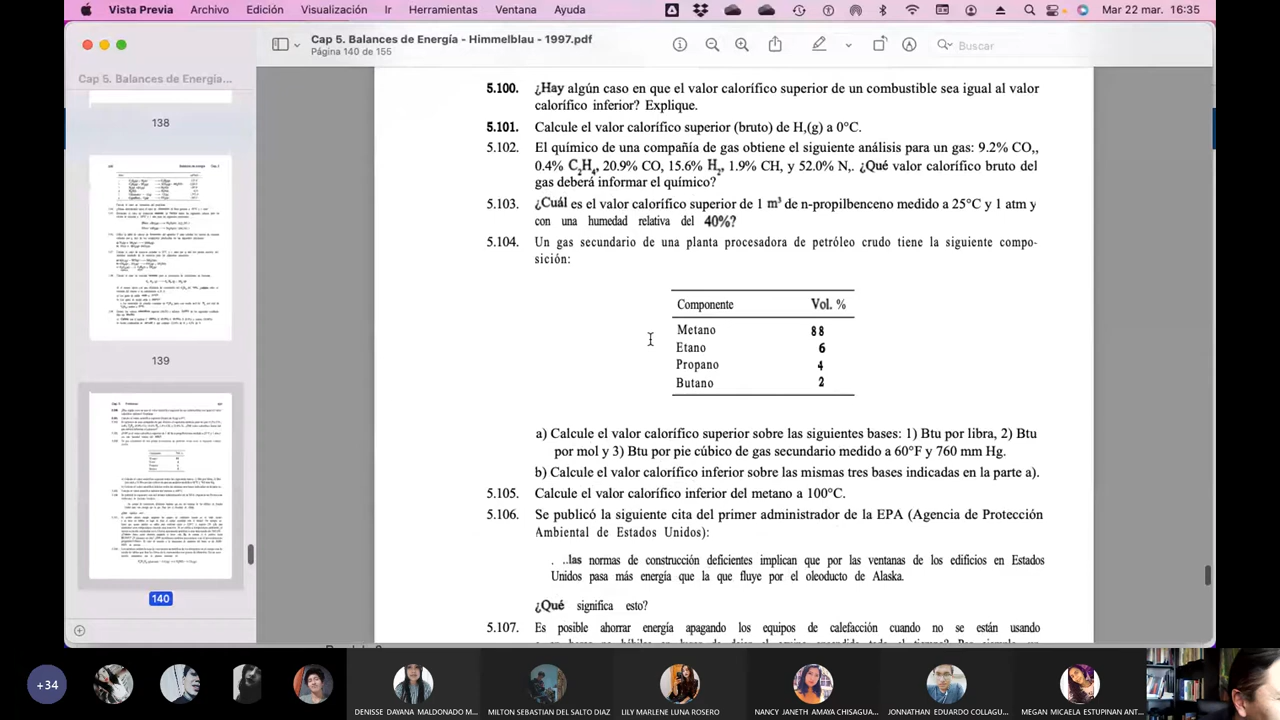 Vista Previa Archivo Edición Visualización Ir Herramientas Ventana Ayuda Mar 22 mar. 16:35
Cap 5. Balances de Energía - Himmelblau - 1997.pdf
Página 140 de 155
Buscar
Cap 5. Balances de Energía...
138
139
140
5.100. ¿Hay algún caso en que el valor calorífico superior de un combustible sea igual al valor
calorífico inferior? Explique.
5.101. Calcule el valor calorífico superior (bruto) de H,(g) a 0°C.
5.102. El químico de una compañía de gas obtiene el siguiente análisis para un gas: 9.2% CO,,
0.4% C2H4, 20.9% CO, 15.6% H2, 1.9% CH, y 52.0% N,. ¿Qué valor calorífico bruto del
gas deberá informar el químico?
5.103. ¿Cuál es el valor calorífico superior de 1 m³ de n-propilbenceno medido a 25°C y 1 atm y
con una humedad relativa del 40%?
5.104. Un gas secundario de una planta procesadora de petrólco crudo tiene la siguiente compo-
sición:
Componente Vol. %
Metano 88
Etano 6
Propano 4
Butano 2
a) Calcule el valor calorífico superior sobre las siguientes bases: 1) Btu por libra, 2) Btu
por mol y 3) Btu por pie cúbico de gas secundario medido a 60°F y 760 mm Hg.
b) Calcule el valor calorífico inferior sobre las mismas tres bases indicadas en la parte a).
5.105. Calcule el valor calorífico inferior del metano a 100°C.
5.106. Se publicó la siguiente cita del primer administrador de la EPA (Agencia de Protección
Ambiental de Estados Unidos):
. ..las normas de construcción deficientes implican que por las ventanas de los edificios en Estados
Unidos pasa más energía que la que fluye por el oleoducto de Alaska.
¿Qué significa esto?
5.107. Es posible ahorrar energía apagando los equipos de calefacción cuando no se están usando
+34
DENISSE DAYANA MALDONADO M...
MILTON SEBASTIAN DEL SALTO DIAZ
LILY MARLENE LUNA ROSERO
NANCY JANETH AMAYA CHISAGUA...
JONNATHAN EDUARDO COLLAGU...
MEGAN MICAELA ESTUPINAN ANT...